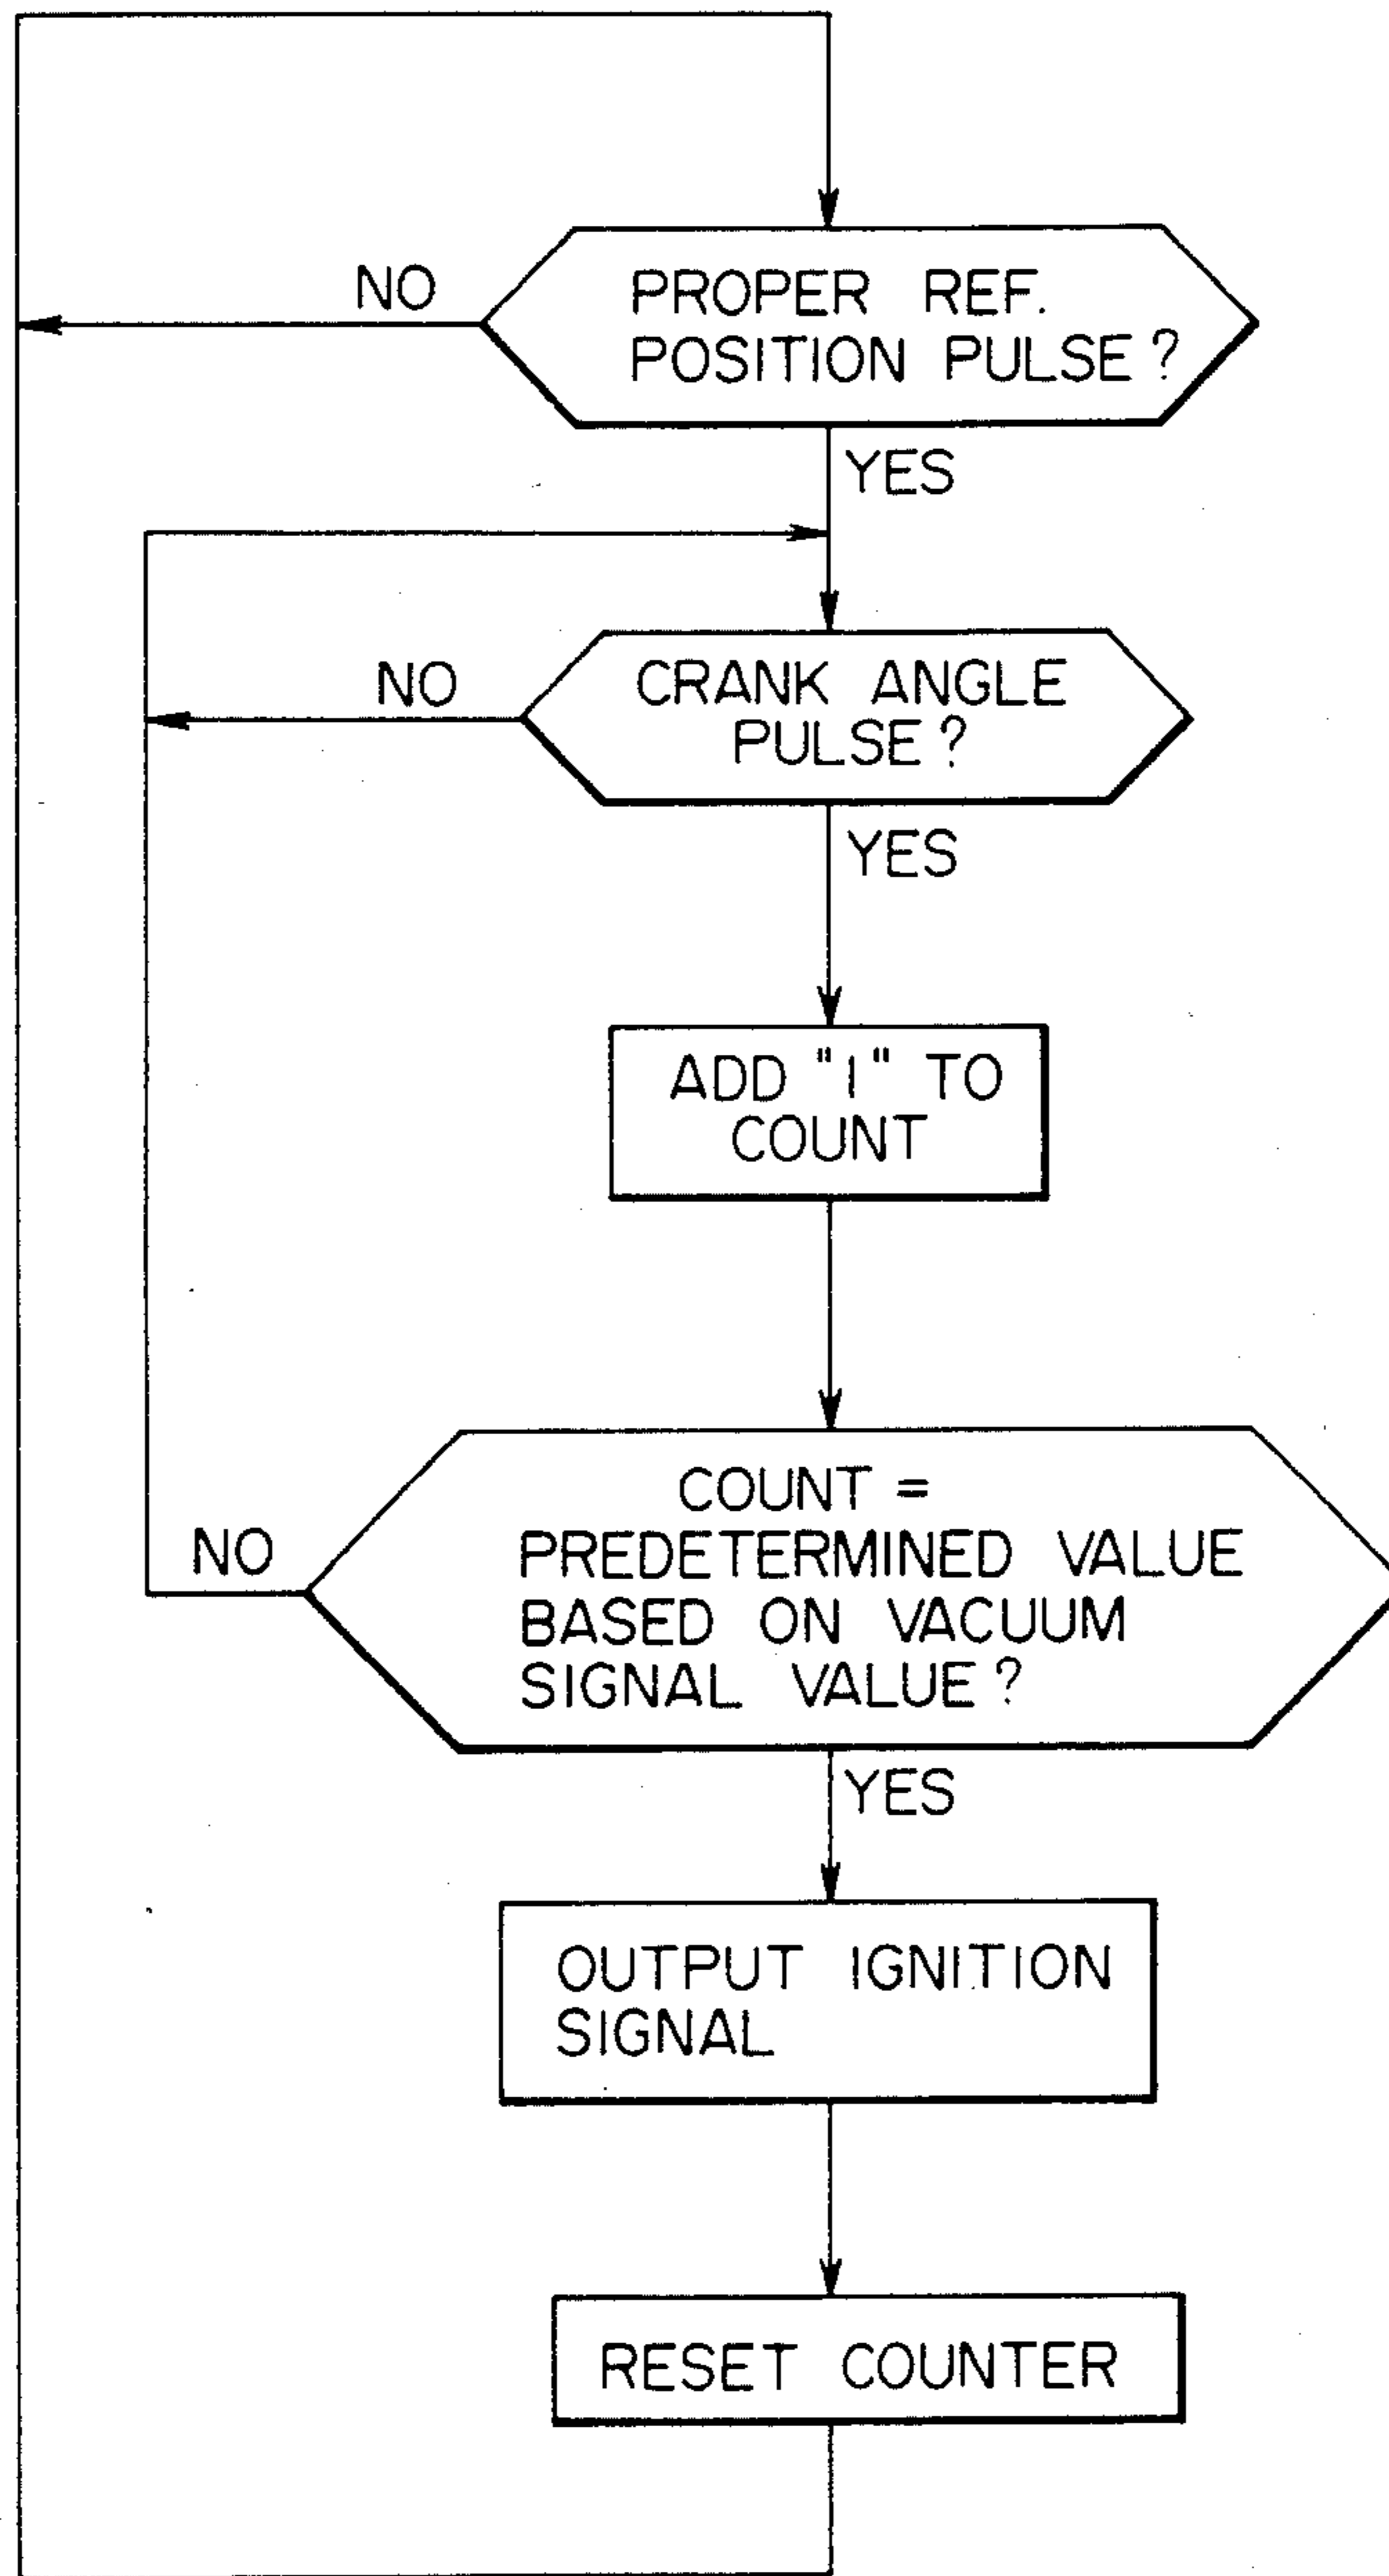 NO
PROPER REF.
POSITION PULSE?
YES
NO
CRANK ANGLE
PULSE?
YES
ADD "1" TO
COUNT
COUNT =
NO
PREDETERMINED VALUE
BASED ON VACUUM
SIGNAL VALUE?
YES
OUTPUT IGNITION
SIGNAL
RESET COUNTER